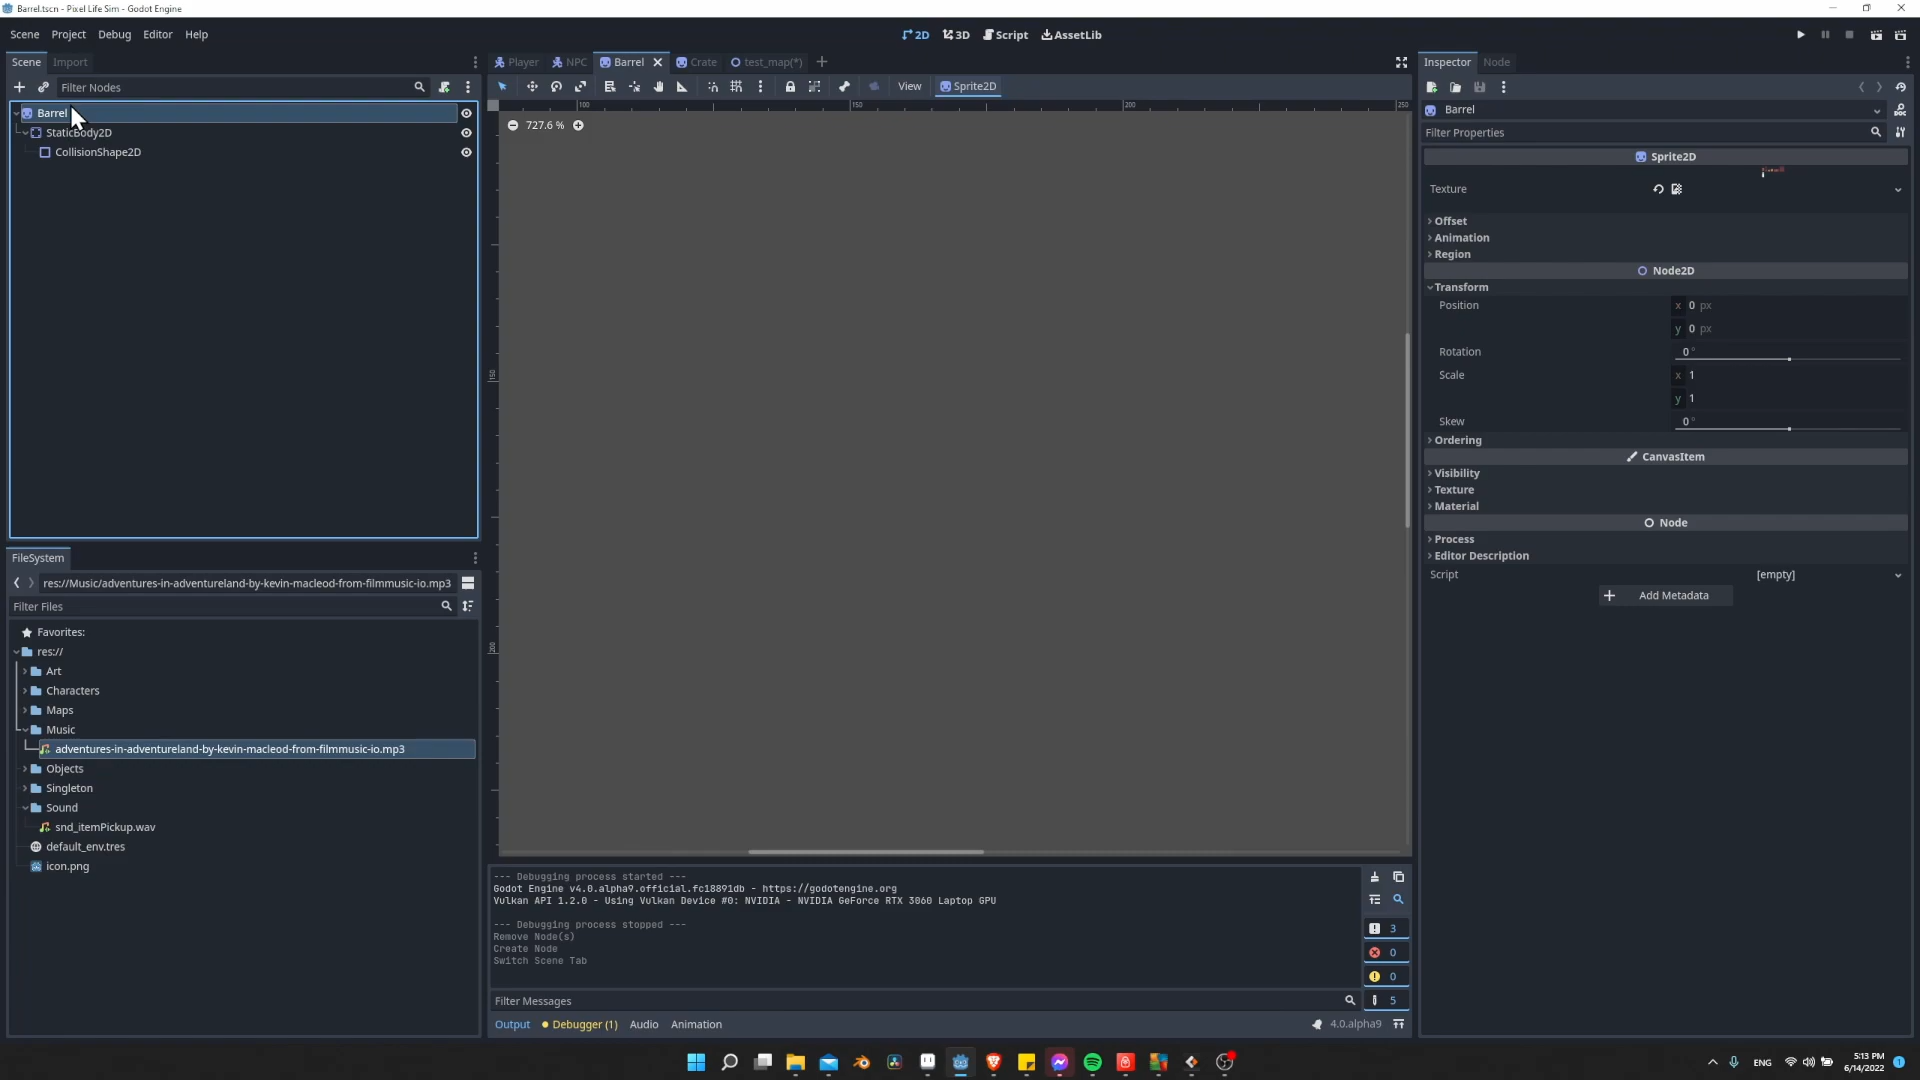 Barrel.tscn - Pixel Life Sim - Godot Engine
Scene Project Debug Editor Help
2D 3D Script AssetLib
Scene Import
Player NPC Barrel Crate test_map(*)
Inspector Node
Filter Nodes
View Sprite2D
Barrel
StaticBody2D
CollisionShape2D
100 150 200 250
727.6 %
150
200
Barrel
DOC
Filter Properties
Sprite2D
Texture
Offset
Animation
Region
Node2D
Transform
Position x 0 px
y 0 px
Rotation 0 °
Scale x 1
y 1
Skew 0 °
Ordering
CanvasItem
Visibility
Texture
Material
Node
Process
Editor Description
Script [empty]
Add Metadata
FileSystem
res://Music/adventures-in-adventureland-by-kevin-macleod-from-filmmusic-io.mp3
Filter Files
Favorites:
res://
Art
Characters
Maps
Music
adventures-in-adventureland-by-kevin-macleod-from-filmmusic-io.mp3
Objects
Singleton
Sound
snd_itemPickup.wav
default_env.tres
icon.png
--- Debugging process started ---
Godot Engine v4.0.alpha9.official.fc18891db - https://godotengine.org
Vulkan API 1.2.0 - Using Vulkan Device #0: NVIDIA - NVIDIA GeForce RTX 3060 Laptop GPU
--- Debugging process stopped ---
Remove Node(s)
Create Node
Switch Scene Tab
3
0
0
5
Filter Messages
Output Debugger (1) Audio Animation
4.0.alpha9
ENG
5:13 PM
6/14/2022
1